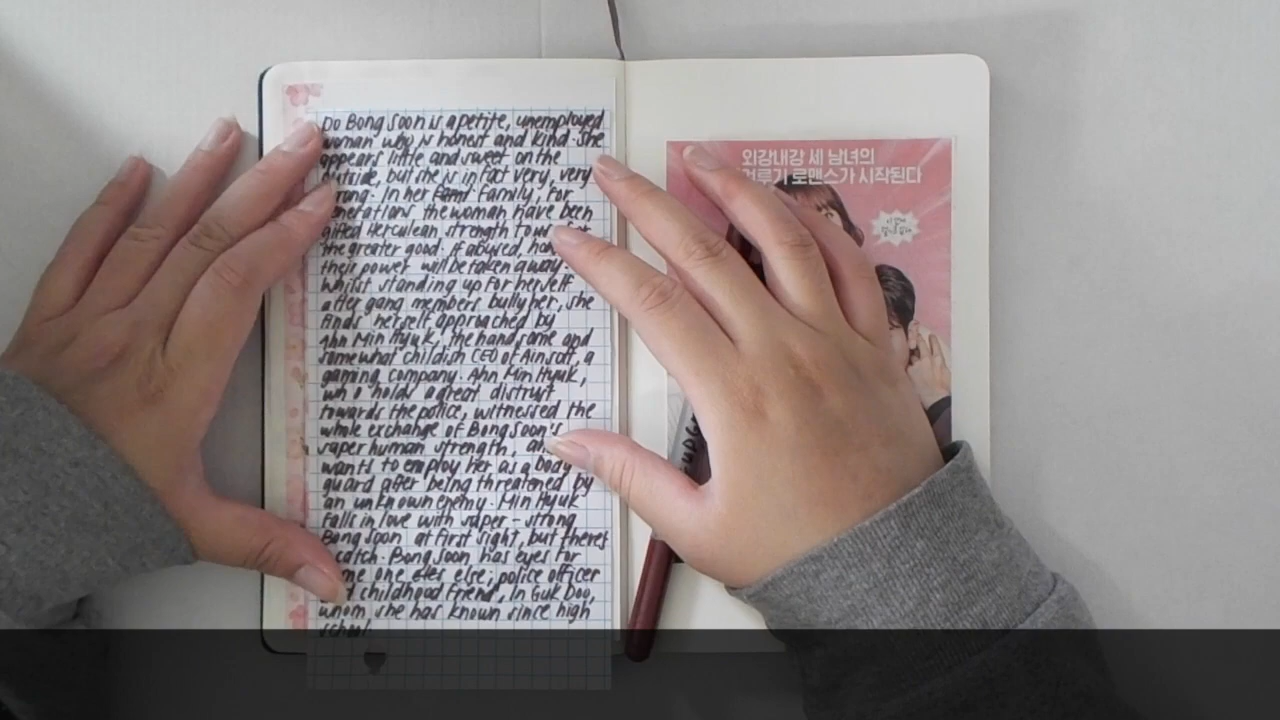 Do Bong Soon is a petite, unemployed
woman why is honest and kind. She
appears little and sweet on the
outside, but she is in fact very, very
rong. In her Family, for
enerations the woman have been
gifted Herculean strength to
the greater good. If abused,
their power will be taken away.
Whilst standing up for herself
after gang members bully her, she
finds herself approached by
Ahn Min Hyuk, the handsome and
somewhat childish CEO of Ainsoft, a
gaming company. Ahn Min Hyuk,
who holds a great distrust
towards the police, witnessed the
whole exchange of Bong Soon's
super human strength,
wants to employ her as a body
guard after being threatened by
an unknown enemy. Min Hyuk
falls in love with super-strong
Bong Soon at first sight, but there's
catch. Bong Soon has eyes for
me one else; police officer
childhood friend, In Guk Doo,
whom she has known since high
school.
외강내강 세 남녀의
로맨스가 시작된다